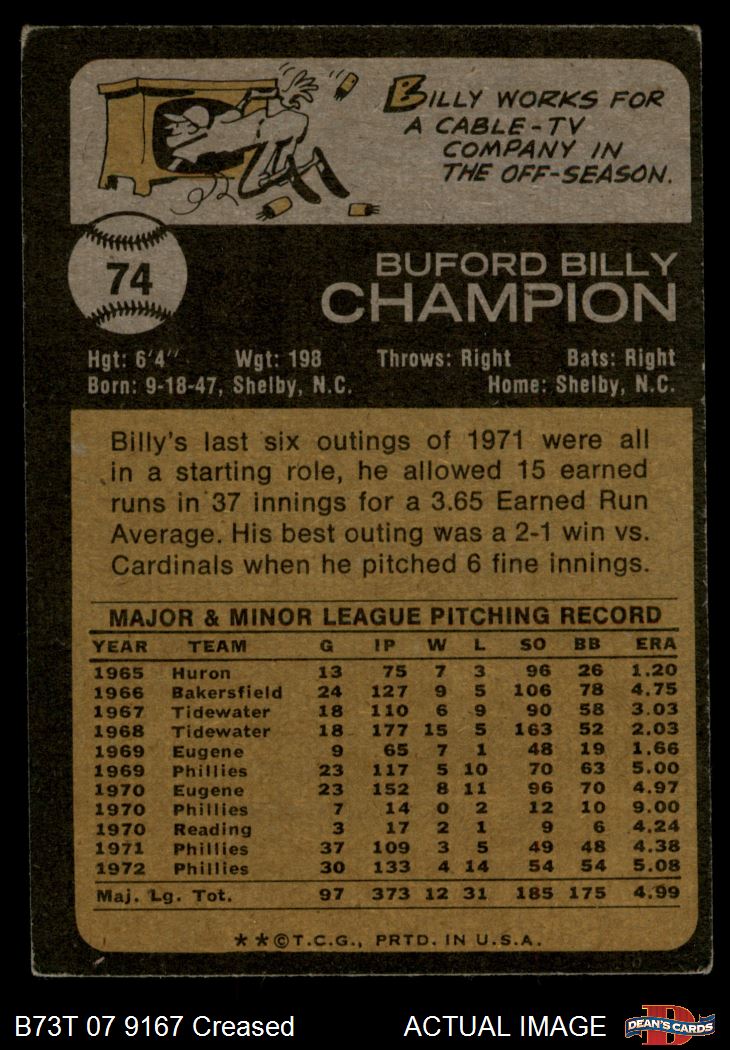 BILLY WORKS FOR
A CABLE-TV
COMPANY IN
THE OFF-SEASON.
74
BUFORD BILLY
CHAMPION
Hgt: 6'4" Wgt: 198 Throws: Right Bats: Right
Born: 9-18-47, Shelby, N.C. Home: Shelby, N.C.
Billy's last six outings of 1971 were all
in a starting role, he allowed 15 earned
runs in 37 innings for a 3.65 Earned Run
Average. His best outing was a 2-1 win vs.
Cardinals when he pitched 6 fine innings.
MAJOR & MINOR LEAGUE PITCHING RECORD
YEAR TEAM G IP W L SO BB ERA
1965 Huron 13 75 7 3 96 26 1.20
1966 Bakersfield 24 127 9 5 106 78 4.75
1967 Tidewater 18 110 6 9 90 58 3.03
1968 Tidewater 18 177 15 5 163 52 2.03
1969 Eugene 9 65 7 1 48 19 1.66
1969 Phillies 23 117 5 10 70 63 5.00
1970 Eugene 23 152 8 11 96 70 4.97
1970 Phillies 7 14 0 2 12 10 9.00
1970 Reading 3 17 2 1 9 6 4.24
1971 Phillies 37 109 3 5 49 48 4.38
1972 Phillies 30 133 4 14 54 54 5.08
Maj. Lg. Tot. 97 373 12 31 185 175 4.99
**©T.C.G., PRTD. IN U.S.A.
B73T 07 9167 Creased ACTUAL IMAGE DEAN'S CARDS